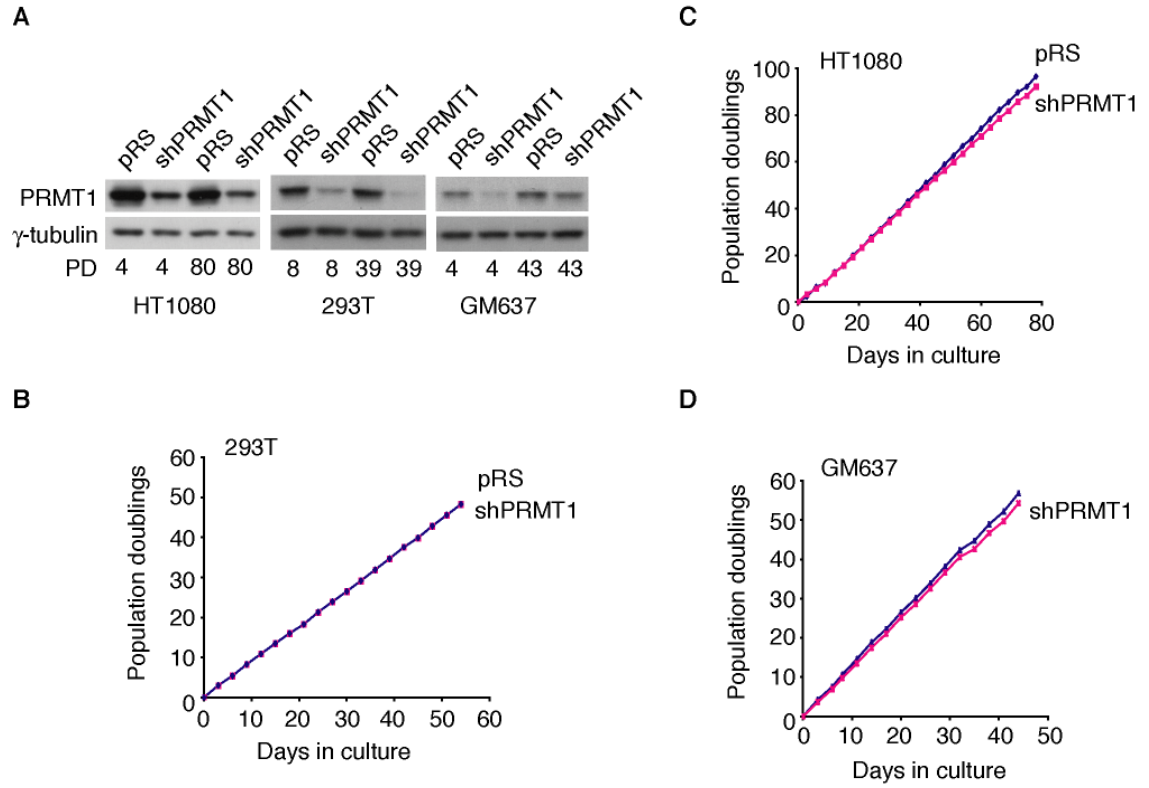 A
pRS shPRMT1 pRS shPRMT1 pRS shPRMT1 pRS shPRMT1 pRS shPRMT1 pRS shPRMT1
PRMT1
γ-tubulin
PD 4 4 80 80 8 8 39 39 4 4 43 43
HT1080 293T GM637
B
293T
pRS
shPRMT1
Population doublings
60
50
40
30
20
10
0
0 10 20 30 40 50 60
Days in culture
C
HT1080
pRS
shPRMT1
Population doublings
100
80
60
40
20
0
0 20 40 60 80
Days in culture
D
GM637
shPRMT1
Population doublings
60
50
40
30
20
10
0
0 10 20 30 40 50
Days in culture